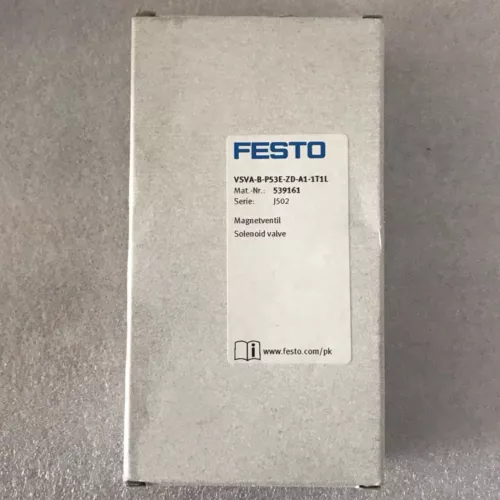 FESTO
VSVA-B-P53E-ZD-A1-1T1L
Mat.-Nr.: 539161
Serie: J502
Magnetventil
Solenoid valve
www.festo.com/pk